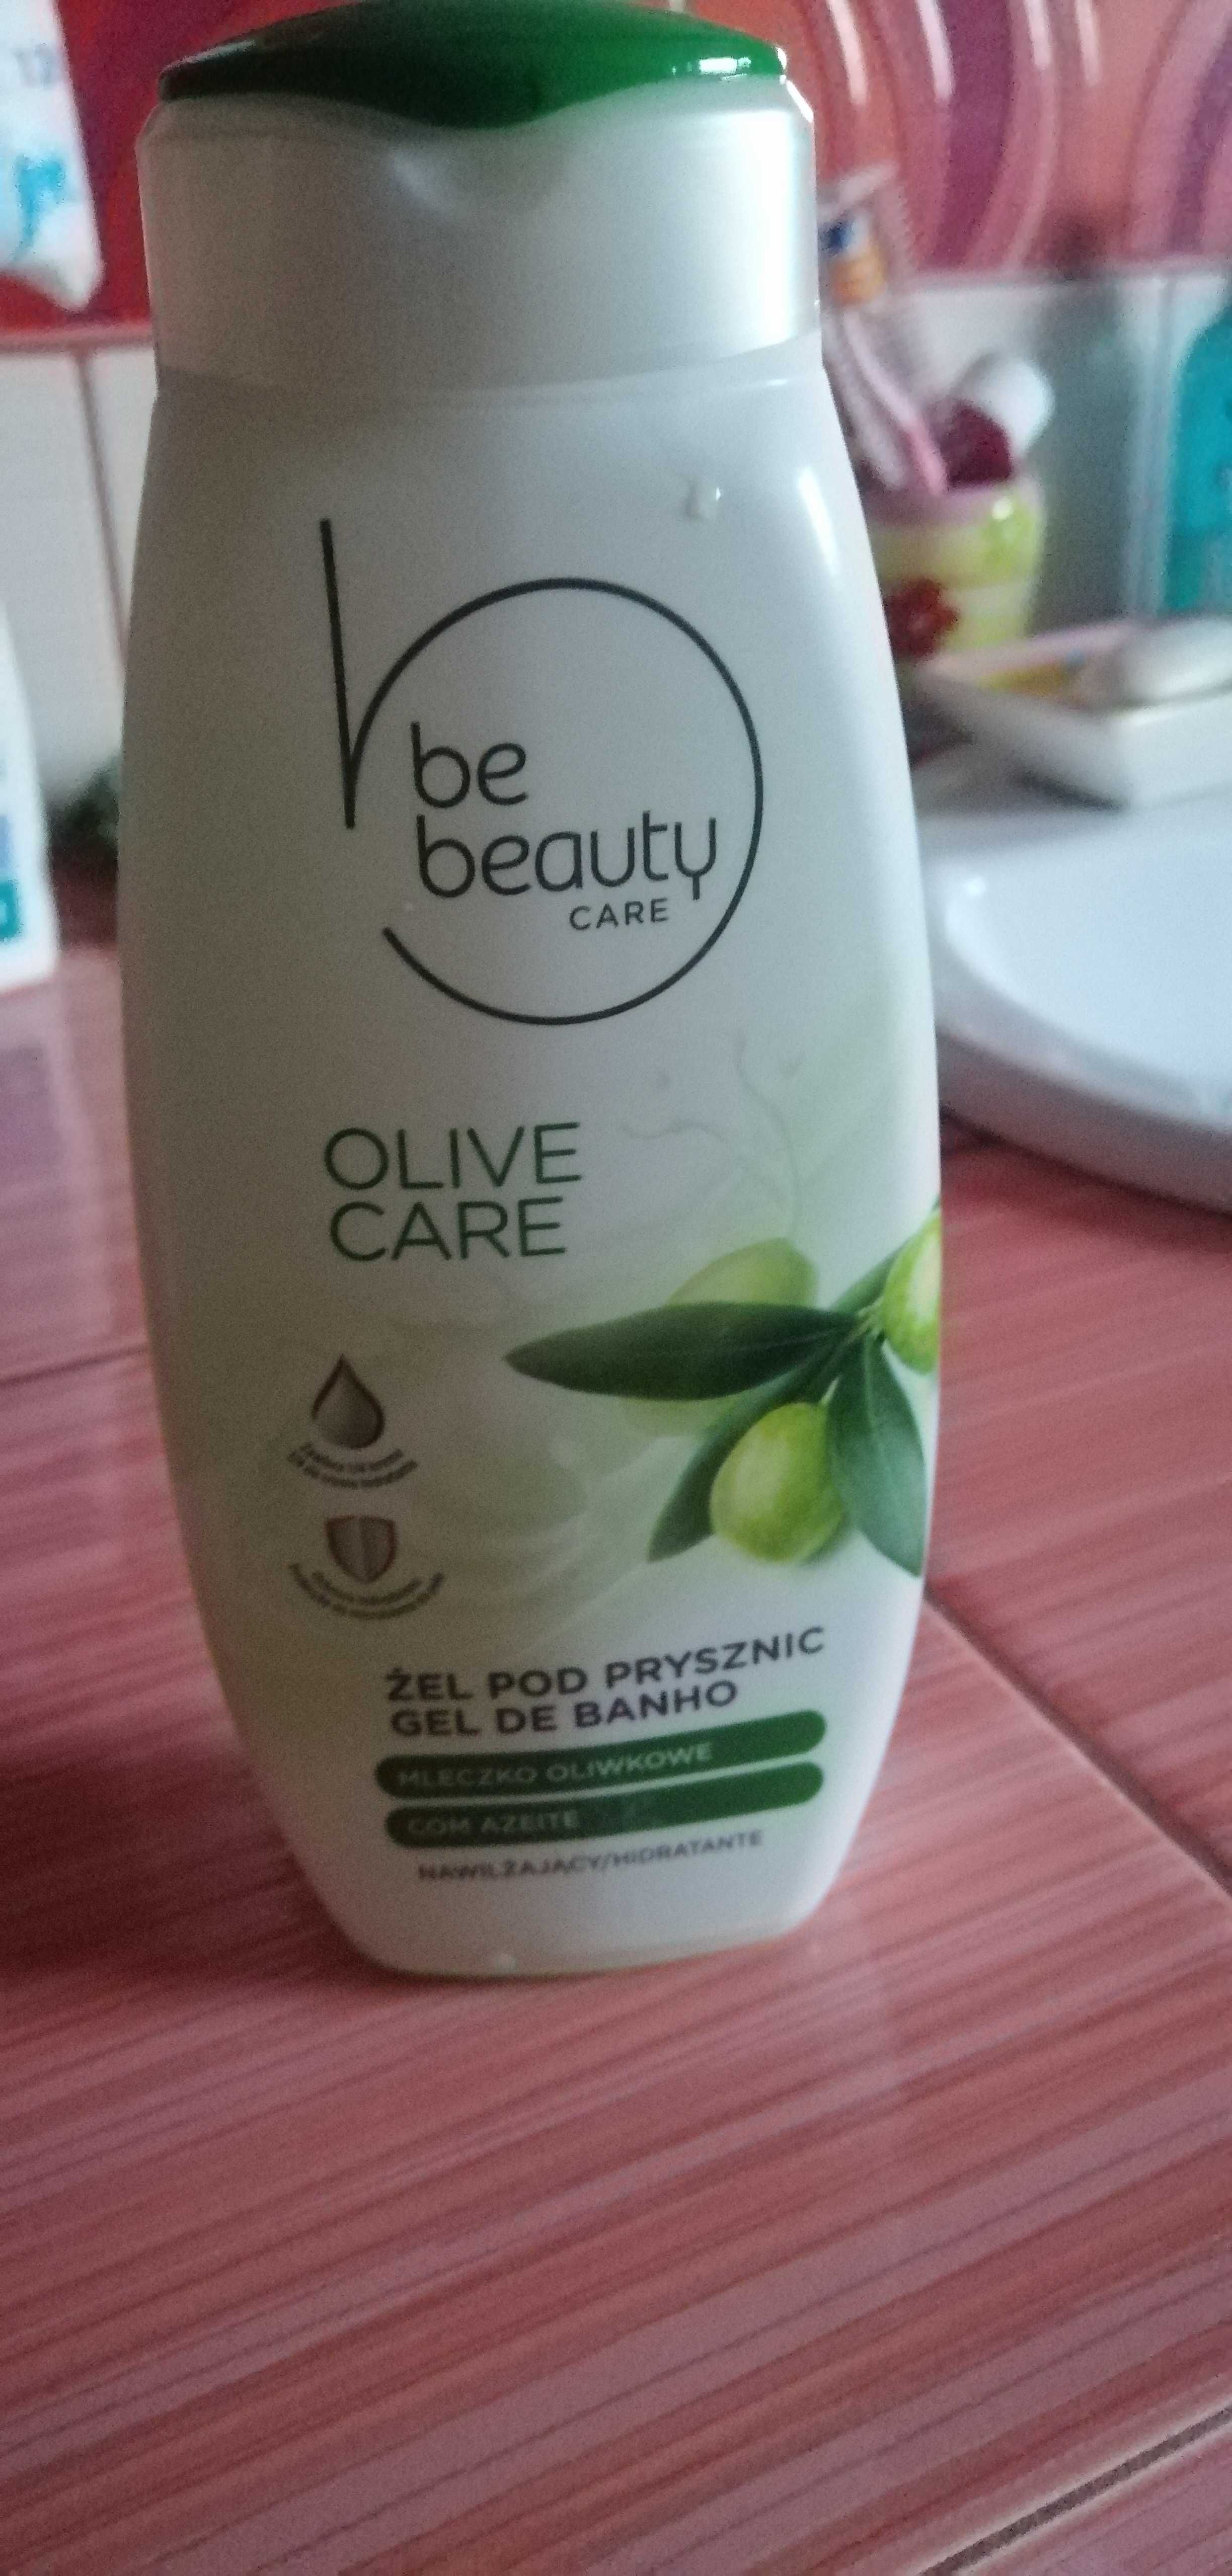 be
beauty
CARE
OLIVE
CARE
ŻEL POD PRYSZNIC
GEL DE BANHO
MLECZKO OLIWKOWE
COM AZEITE
NAWILŻAJĄCY/HIDRATANTE